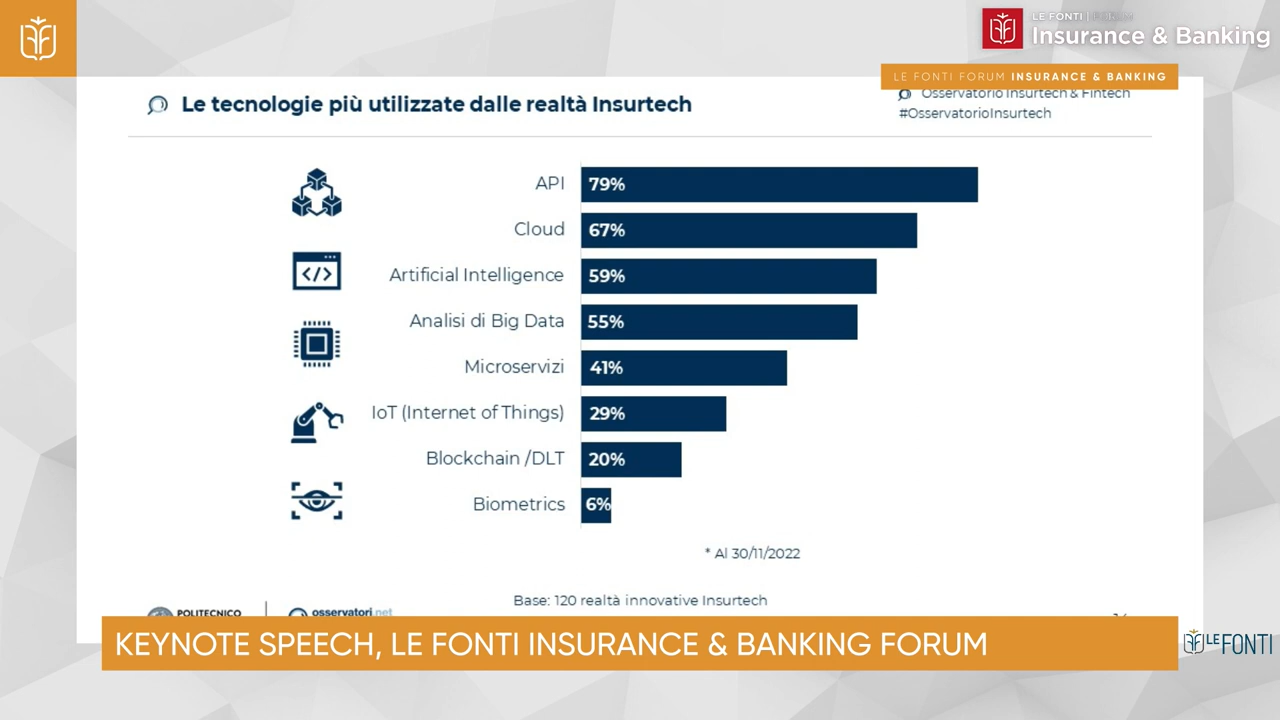 LE FONTI | FORUM
Insurance & Banking
LE FONTI FORUM INSURANCE & BANKING
Le tecnologie più utilizzate dalle realtà Insurtech
Osservatorio Insurtech & Fintech
#OsservatorioInsurtech
API 79%
Cloud 67%
</>
Artificial Intelligence 59%
Analisi di Big Data 55%
Microservizi 41%
IoT (Internet of Things) 29%
Blockchain /DLT 20%
Biometrics 6%
* Al 30/11/2022
Base: 120 realtà innovative Insurtech
POLITECNICO
osservatori.net
KEYNOTE SPEECH, LE FONTI INSURANCE & BANKING FORUM
LE FONTI